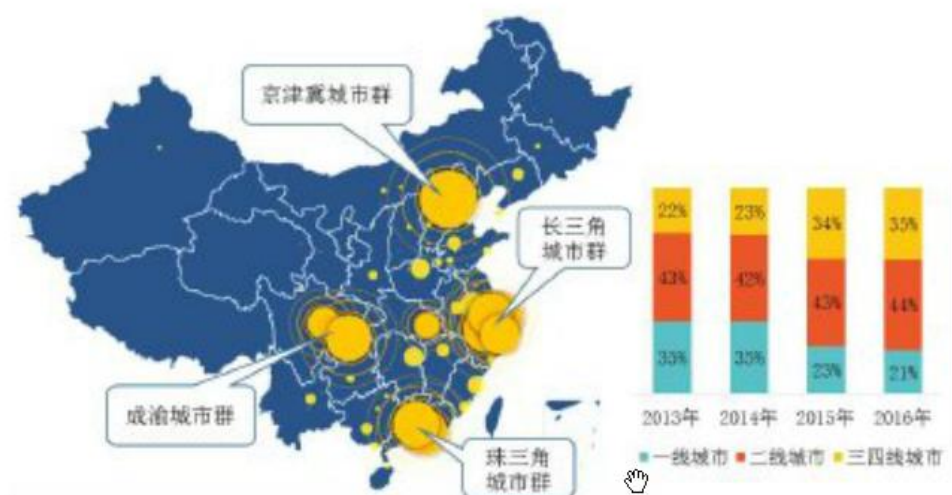 京津冀城市群
长三角
城市群
成渝城市群
珠三角
城市群
22%
23%
34%
35%
43%
42%
43%
44%
35%
35%
23%
21%
2013年
2014年
2015年
2016年
一线城市
二线城市
三四线城市